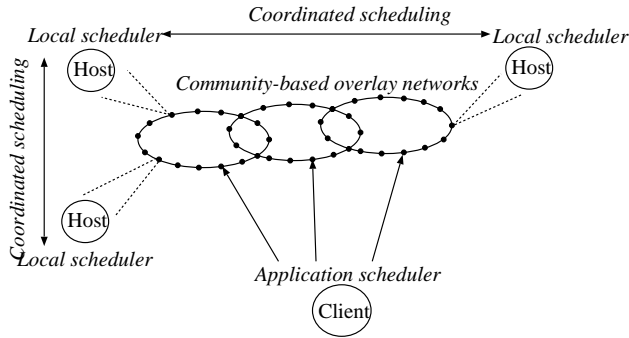 Coordinated scheduling
Local scheduler
Local scheduler
Host
Host
Community-based overlay networks
Coordinated scheduling
Host
Local scheduler
Application scheduler
Client